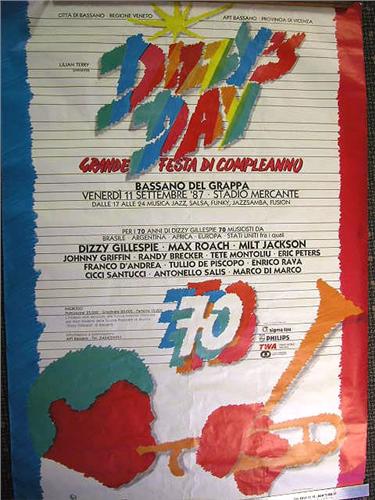 CITTÀ DI BASSANO · REGIONE VENETO
APT BASSANO · PROVINCIA DI VICENZA
LILIAN TERRY
DIZZY'S
DAY
GRANDE FESTA DI COMPLEANNO
BASSANO DEL GRAPPA
VENERDÌ 11 SETTEMBRE '87 · STADIO MERCANTE
DALLE 17 ALLE 24 MUSICA JAZZ, SALSA, FUNKY, JAZZSAMBA, FUSION
PER I 70 ANNI DI DIZZY GILLESPIE 70 MUSICISTI DA
BRASILE · ARGENTINA · AFRICA · EUROPA · STATI UNITI fra i quali
DIZZY GILLESPIE · MAX ROACH · MILT JACKSON
JOHNNY GRIFFIN · RANDY BRECKER · TETE MONTOLIU · ERIC PETERS
FRANCO D'ANDREA · TULLIO DE PISCOPO · ENRICO RAVA
CICCI SANTUCCI · ANTONELLO SALIS · MARCO DI MARCO
70
INGRESSO
sigma tau
PHILIPS
TWA